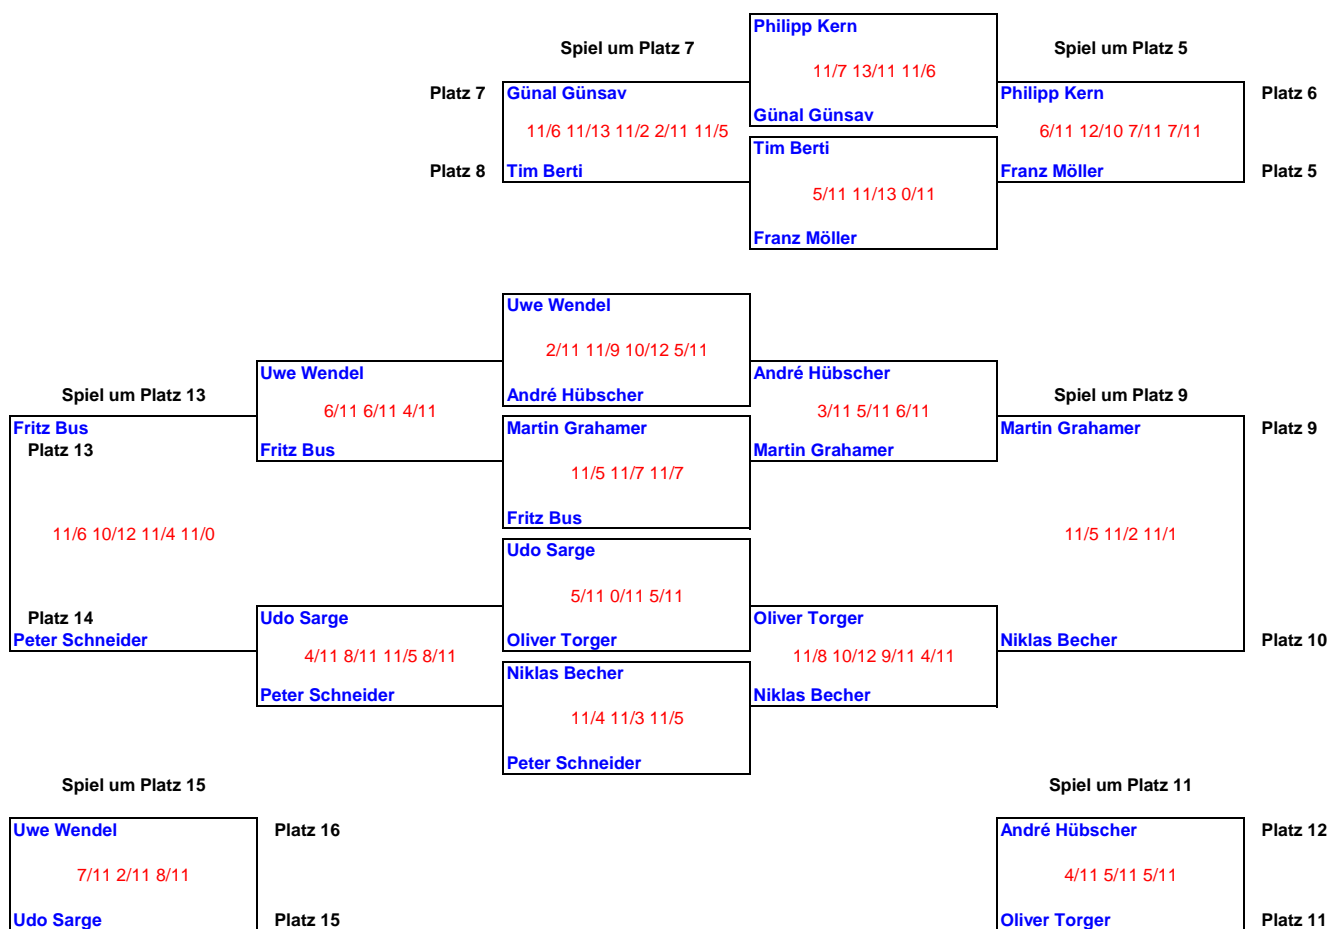 Philipp Kern
Spiel um Platz 7 Spiel um Platz 5
11/7 13/11 11/6
Platz 7 Günal Günsav Philipp Kern Platz 6
Günal Günsav
11/6 11/13 11/2 2/11 11/5 6/11 12/10 7/11 7/11
Tim Berti
Platz 8 Tim Berti Franz Möller Platz 5
5/11 11/13 0/11
Franz Möller
Uwe Wendel
2/11 11/9 10/12 5/11
Uwe Wendel André Hübscher
Spiel um Platz 13 André Hübscher Spiel um Platz 9
6/11 6/11 4/11 3/11 5/11 6/11
Fritz Bus Martin Grahamer Martin Grahamer Platz 9
Platz 13 Fritz Bus Martin Grahamer
11/5 11/7 11/7
Fritz Bus
11/6 10/12 11/4 11/0 11/5 11/2 11/1
Udo Sarge
5/11 0/11 5/11
Platz 14 Udo Sarge Oliver Torger
Peter Schneider Oliver Torger Niklas Becher Platz 10
4/11 8/11 11/5 8/11 11/8 10/12 9/11 4/11
Niklas Becher
Peter Schneider Niklas Becher
11/4 11/3 11/5
Peter Schneider
Spiel um Platz 15 Spiel um Platz 11
Uwe Wendel Platz 16 André Hübscher Platz 12
7/11 2/11 8/11 4/11 5/11 5/11
Udo Sarge Platz 15 Oliver Torger Platz 11